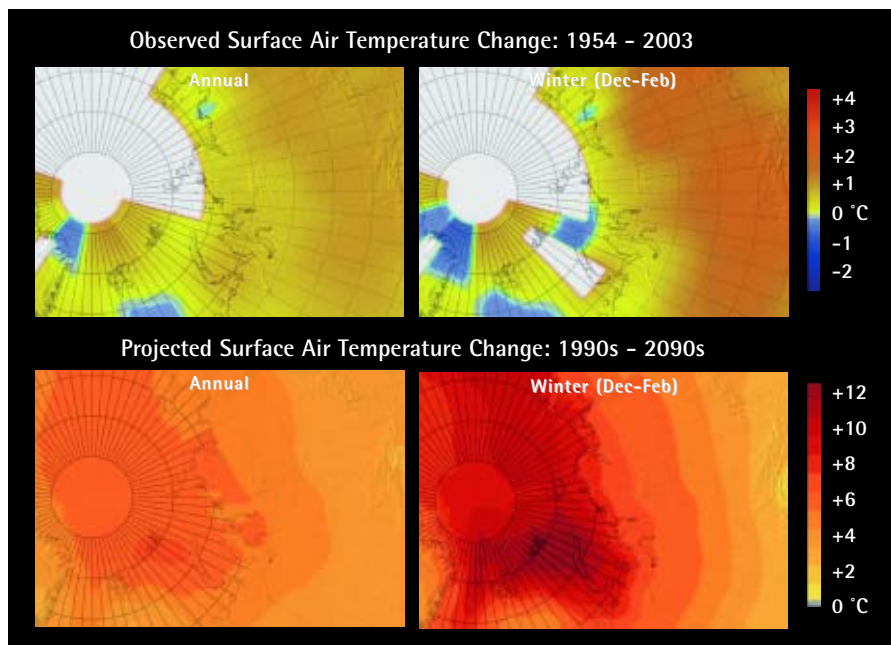 Observed Surface Air Temperature Change: 1954 - 2003
Annual
Winter (Dec-Feb)
+4
+3
+2
+1
0 ˚C
-1
-2
Projected Surface Air Temperature Change: 1990s - 2090s
Annual
Winter (Dec-Feb)
+12
+10
+8
+6
+4
+2
0 ˚C